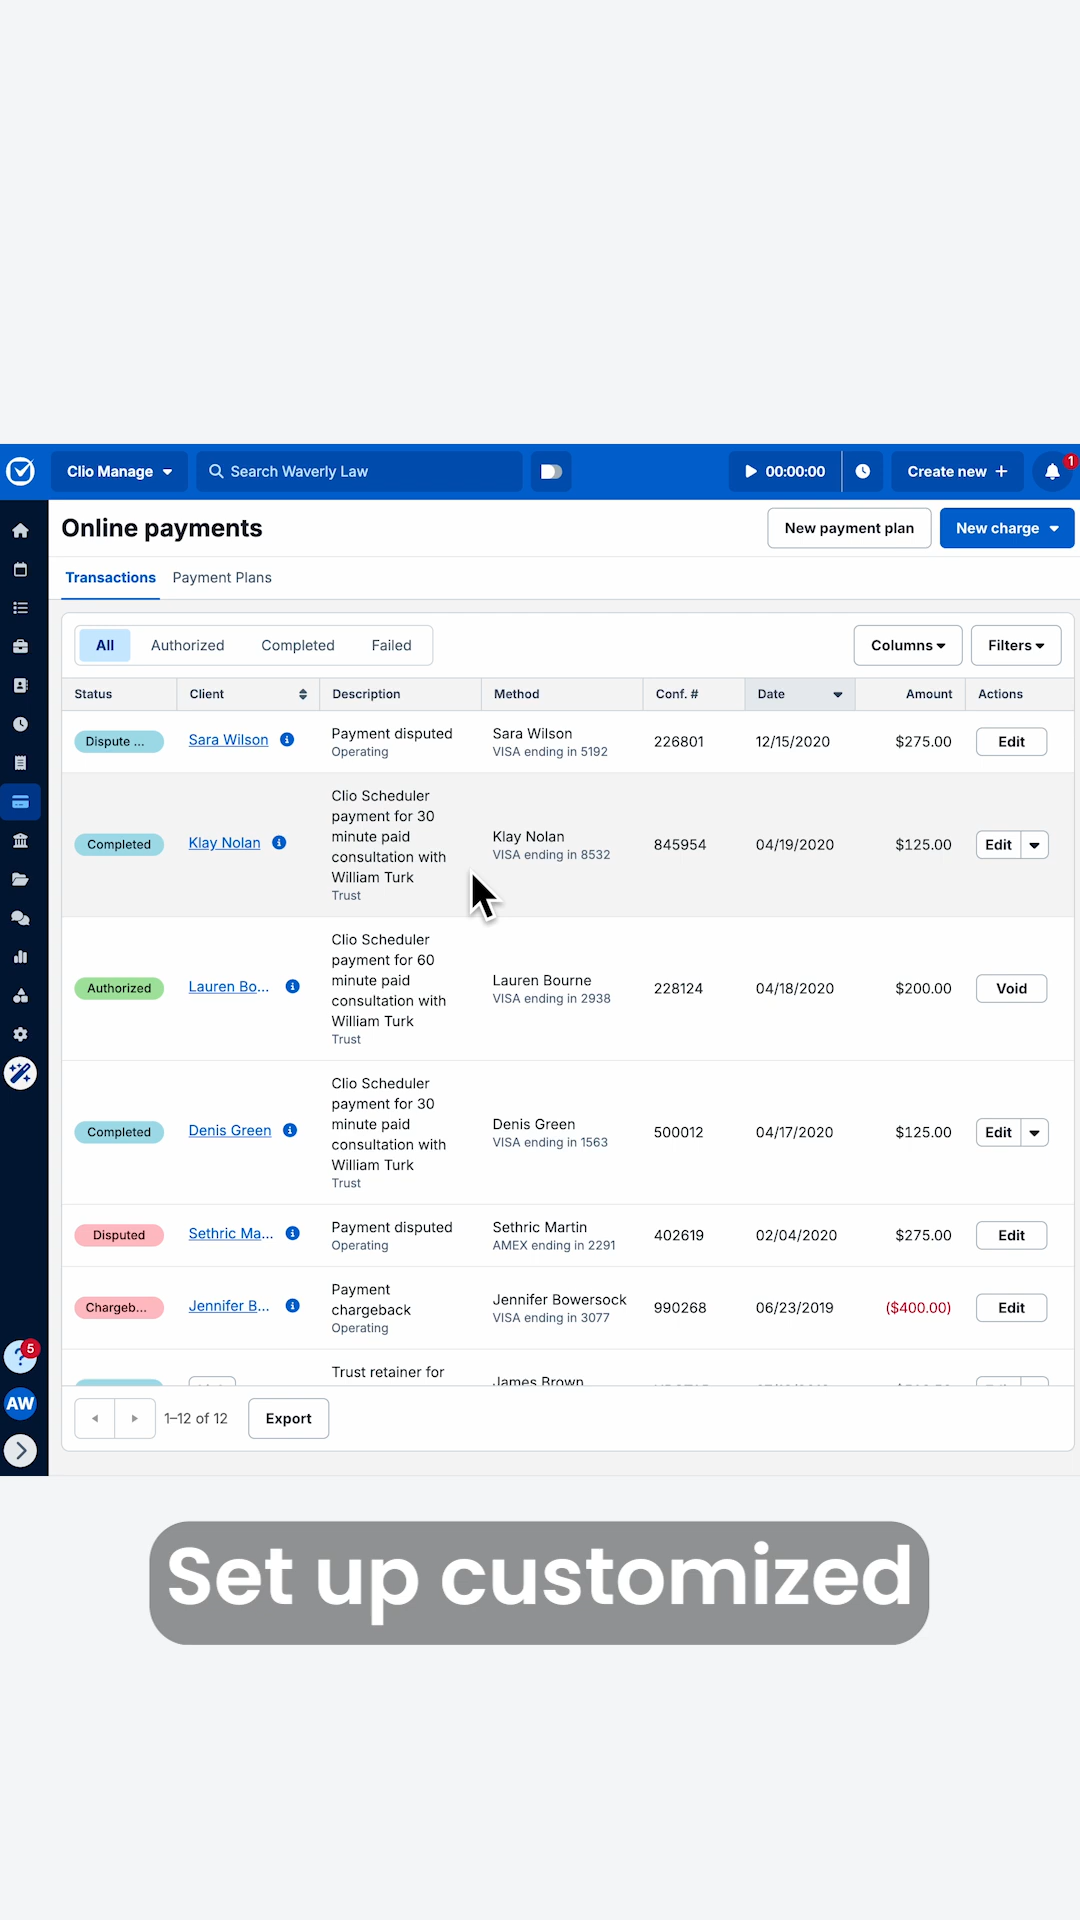 Clio Manage
Search Waverly Law
00:00:00
Create new +
1
Online payments
New payment plan
New charge
Transactions
Payment Plans
All
Authorized
Completed
Failed
Columns
Filters
Status
Client
Description
Method
Conf. #
Date
Amount
Actions
Dispute ...
Sara Wilson
Payment disputed
Operating
Sara Wilson
VISA ending in 5192
226801
12/15/2020
$275.00
Edit
Completed
Klay Nolan
Clio Scheduler
payment for 30
minute paid
consultation with
William Turk
Trust
Klay Nolan
VISA ending in 8532
845954
04/19/2020
$125.00
Edit
Authorized
Lauren Bo...
Clio Scheduler
payment for 60
minute paid
consultation with
William Turk
Trust
Lauren Bourne
VISA ending in 2938
228124
04/18/2020
$200.00
Void
Completed
Denis Green
Clio Scheduler
payment for 30
minute paid
consultation with
William Turk
Trust
Denis Green
VISA ending in 1563
500012
04/17/2020
$125.00
Edit
Disputed
Sethric Ma...
Payment disputed
Operating
Sethric Martin
AMEX ending in 2291
402619
02/04/2020
$275.00
Edit
Chargeb...
Jennifer B...
Payment
chargeback
Operating
Jennifer Bowersock
VISA ending in 3077
990268
06/23/2019
($400.00)
Edit
Trust retainer for
James Brown
5
AW
1–12 of 12
Export
Set up customized